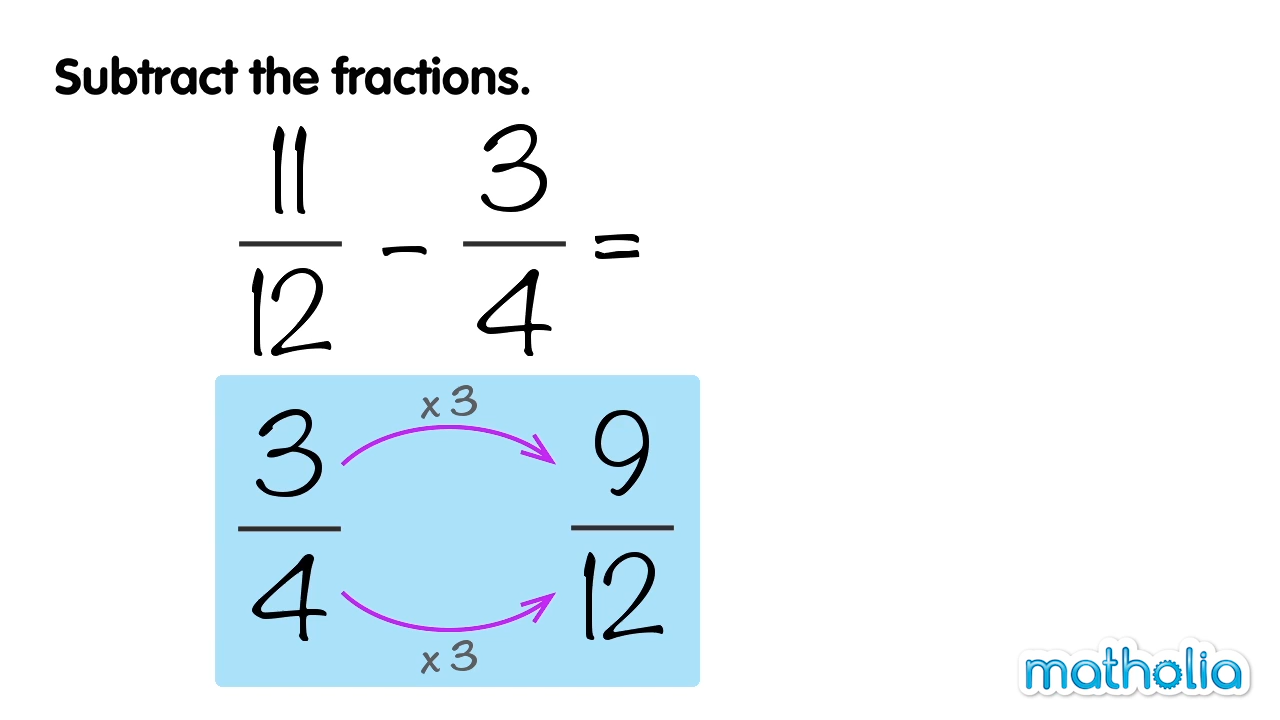 Subtract the fractions.
11   3
— - — =
12   4
x 3
3   9
—   —
4   12
x 3
matholia